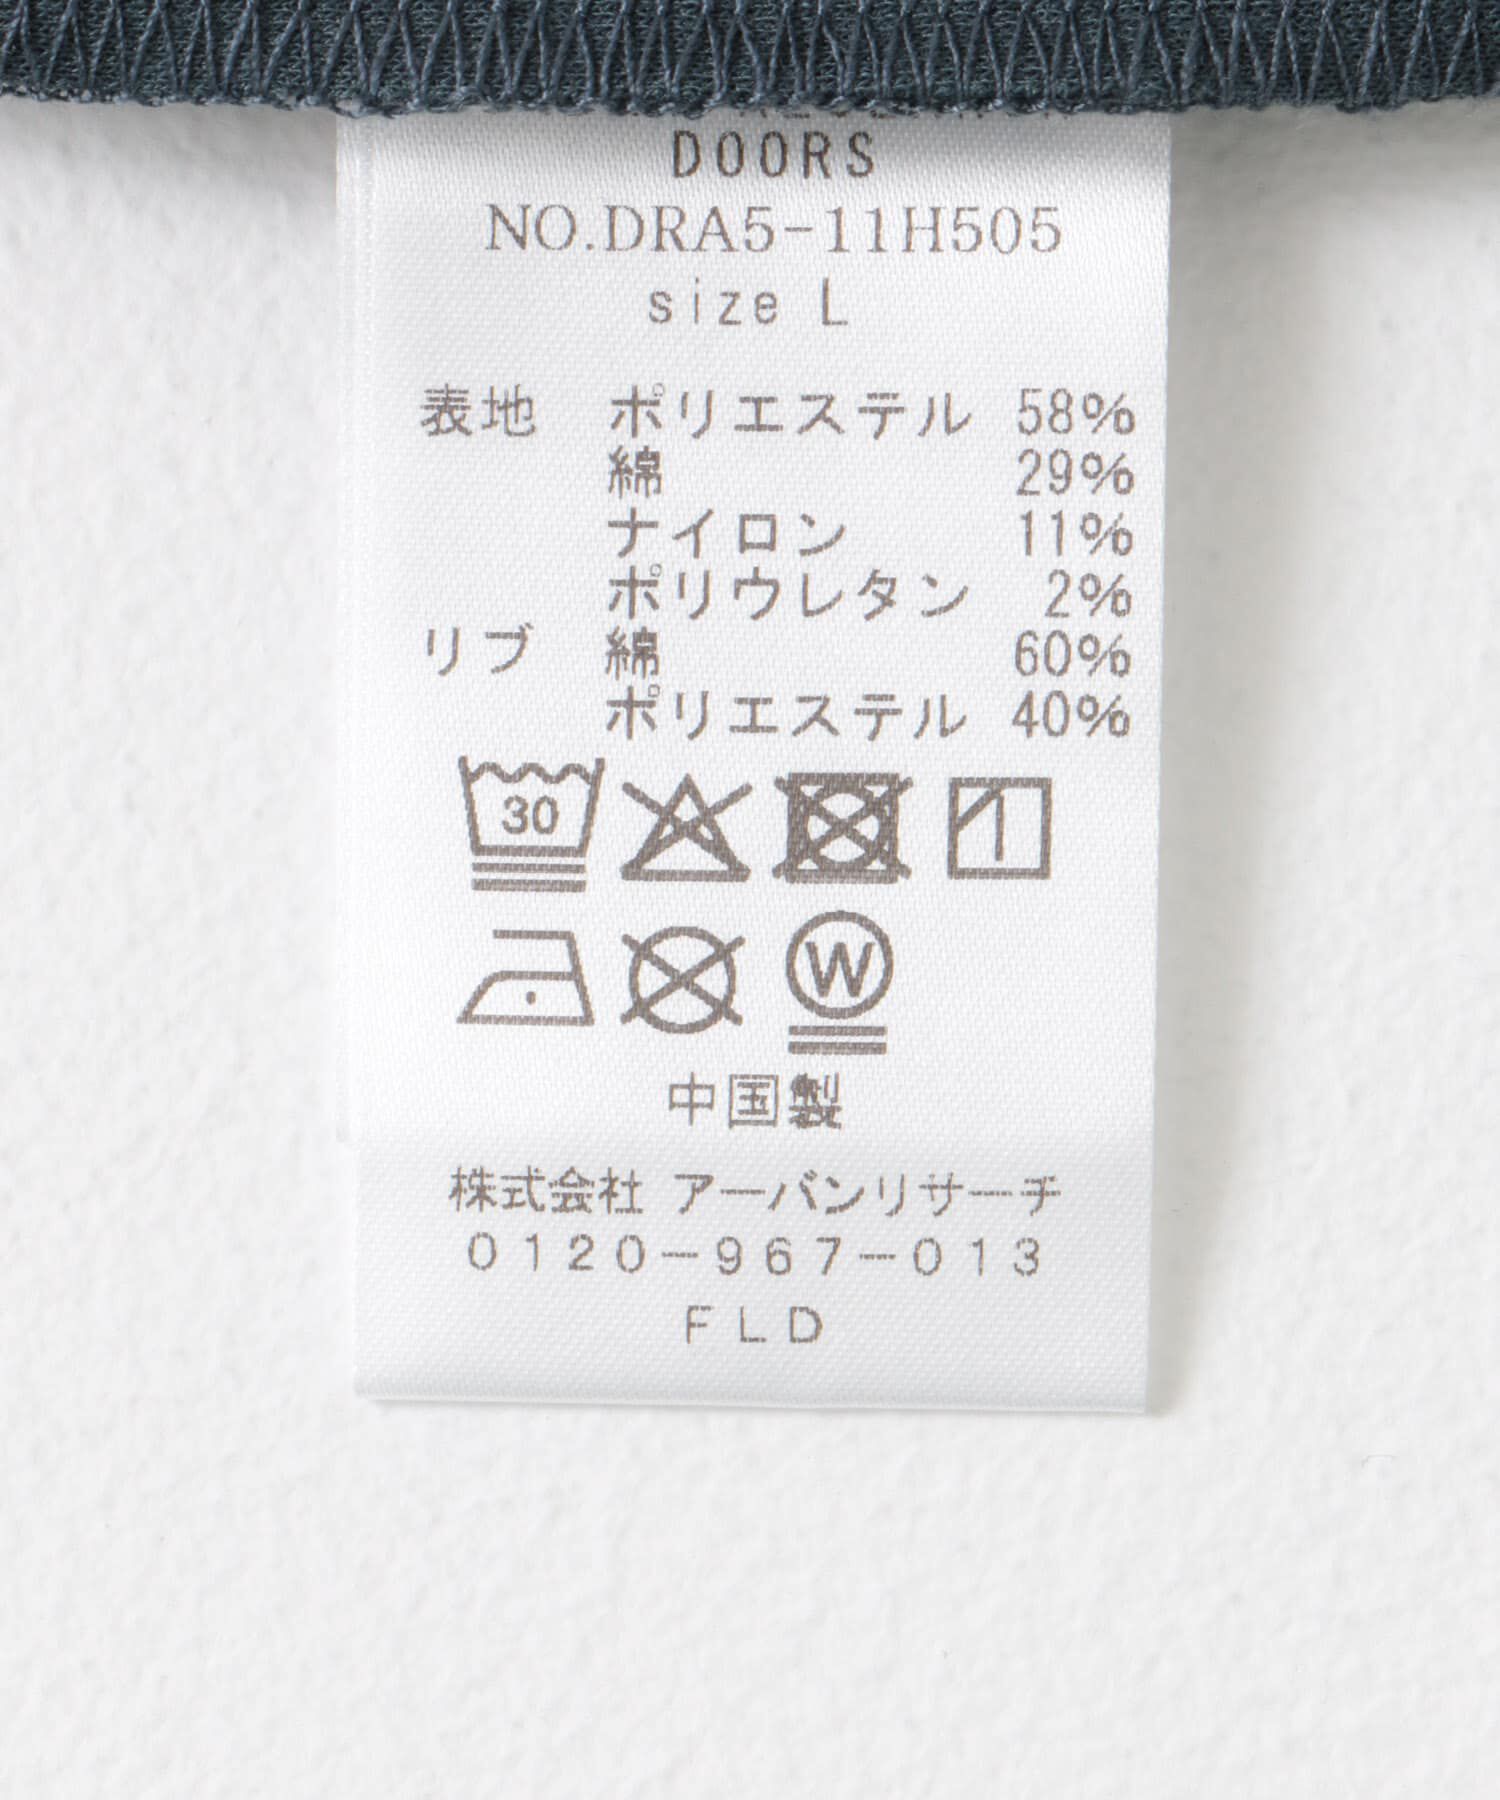 DOORS
NO.DRA5-11H505
size L
表地 ポリエステル 58%
綿 29%
ナイロン 11%
ポリウレタン 2%
リブ 綿 60%
ポリエステル 40%
30
W
中国製
株式会社 アーバンリサーチ
0120-967-013
FLD